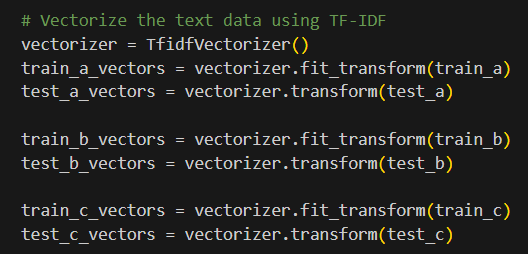 # Vectorize the text data using TF-IDF
vectorizer = TfidfVectorizer()
train_a_vectors = vectorizer.fit_transform(train_a)
test_a_vectors = vectorizer.transform(test_a)
train_b_vectors = vectorizer.fit_transform(train_b)
test_b_vectors = vectorizer.transform(test_b)
train_c_vectors = vectorizer.fit_transform(train_c)
test_c_vectors = vectorizer.transform(test_c)